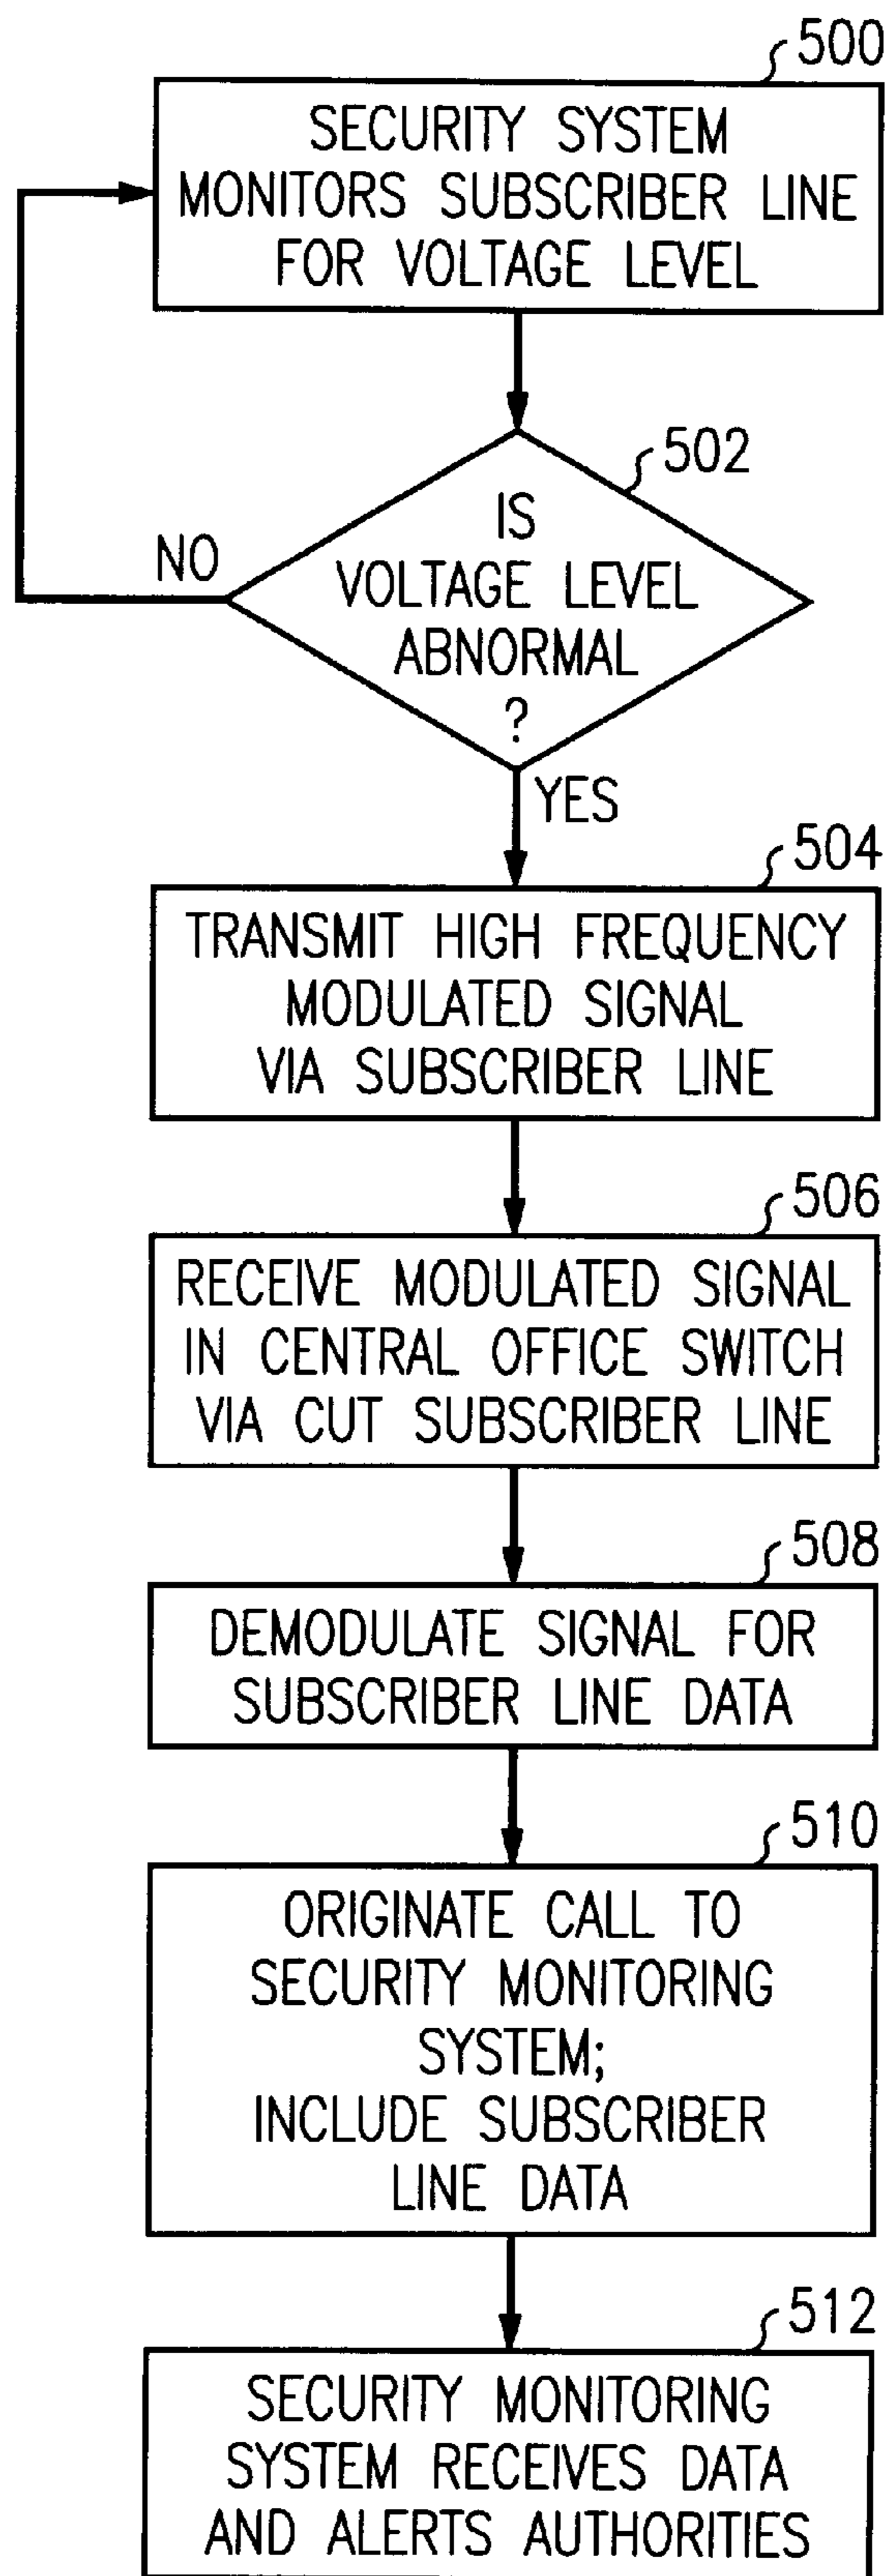 500
SECURITY SYSTEM
MONITORS SUBSCRIBER LINE
FOR VOLTAGE LEVEL
502
IS
VOLTAGE LEVEL
ABNORMAL
?
NO
YES
504
TRANSMIT HIGH FREQUENCY
MODULATED SIGNAL
VIA SUBSCRIBER LINE
506
RECEIVE MODULATED SIGNAL
IN CENTRAL OFFICE SWITCH
VIA CUT SUBSCRIBER LINE
508
DEMODULATE SIGNAL FOR
SUBSCRIBER LINE DATA
510
ORIGINATE CALL TO
SECURITY MONITORING
SYSTEM;
INCLUDE SUBSCRIBER
LINE DATA
512
SECURITY MONITORING
SYSTEM RECEIVES DATA
AND ALERTS AUTHORITIES